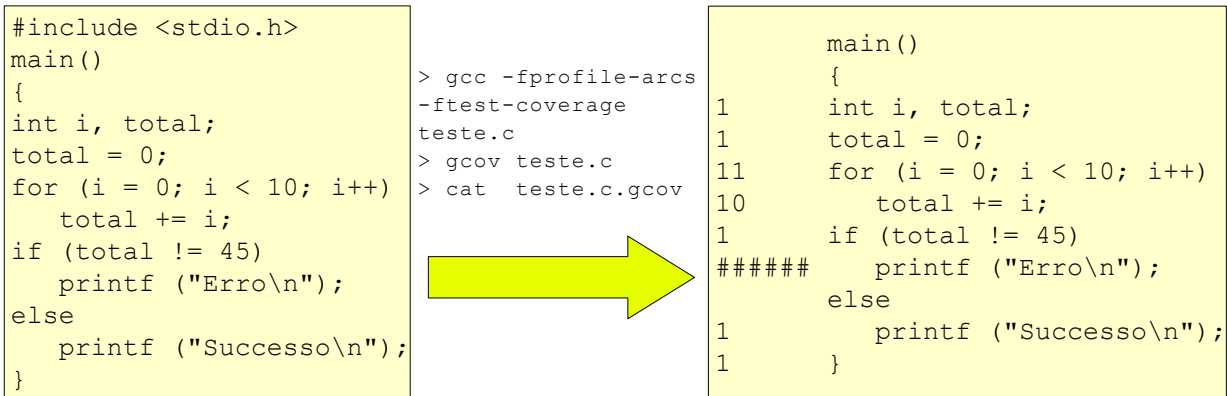 #include <stdio.h>
main()
{
int i, total;
total = 0;
for (i = 0; i < 10; i++)
   total += i;
if (total != 45)
   printf ("Erro\n");
else
   printf ("Successo\n");
}
> gcc -fprofile-arcs
-ftest-coverage
teste.c
> gcov teste.c
> cat  teste.c.gcov
       main()
       {
1      int i, total;
1      total = 0;
11     for (i = 0; i < 10; i++)
10        total += i;
1      if (total != 45)
######    printf ("Erro\n");
       else
1         printf ("Successo\n");
1      }